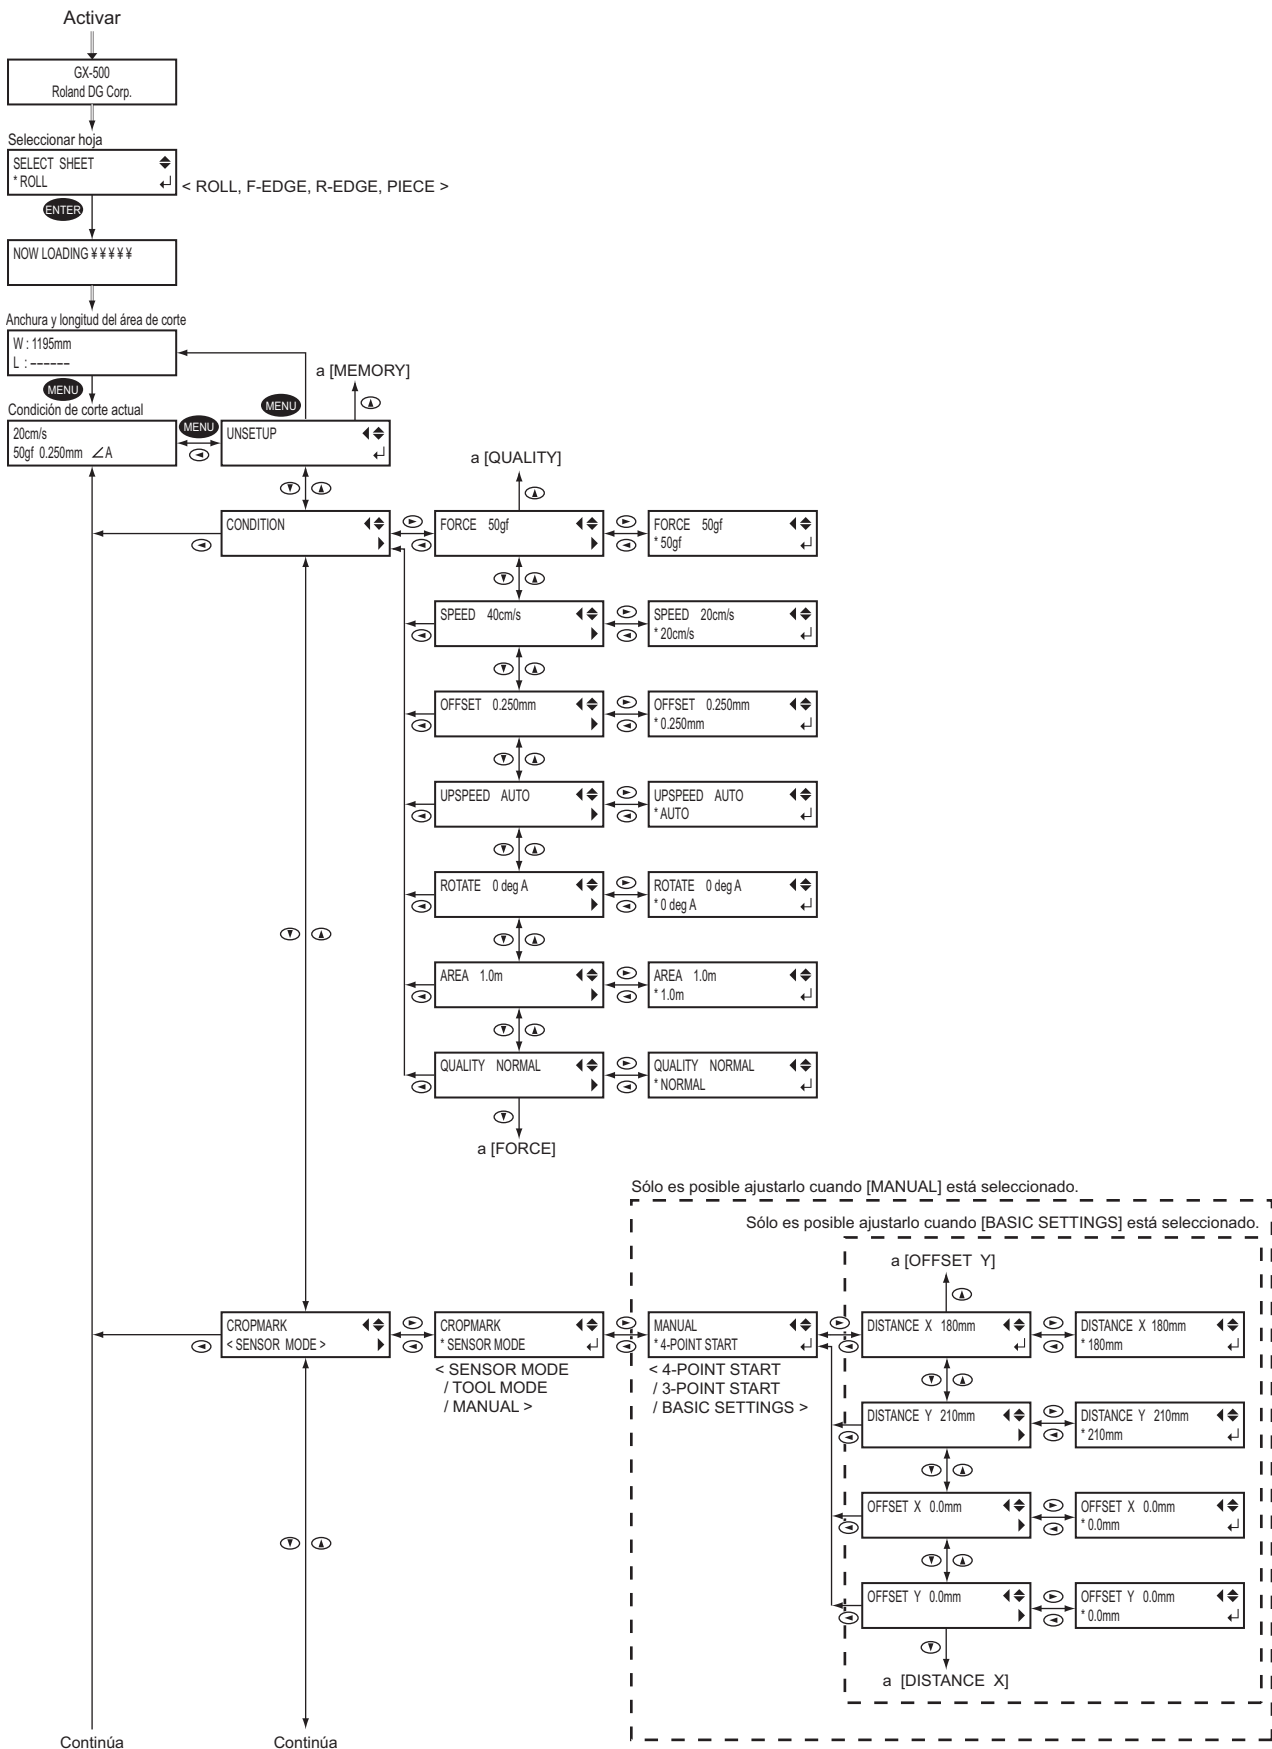 Activar
GX-500
Roland DG Corp.
Seleccionar hoja
SELECT SHEET
* ROLL
< ROLL, F-EDGE, R-EDGE, PIECE >
ENTER
NOW LOADING ¥ ¥ ¥ ¥ ¥
Anchura y longitud del área de corte
W : 1195mm
L : ------
MENU
Condición de corte actual
20cm/s
50gf 0.250mm ∠A
MENU
MENU
a [MEMORY]
UNSETUP
a [QUALITY]
CONDITION
FORCE 50gf
FORCE 50gf
* 50gf
SPEED 40cm/s
SPEED 20cm/s
* 20cm/s
OFFSET 0.250mm
OFFSET 0.250mm
* 0.250mm
UPSPEED AUTO
UPSPEED AUTO
* AUTO
ROTATE 0 deg A
ROTATE 0 deg A
* 0 deg A
AREA 1.0m
AREA 1.0m
* 1.0m
QUALITY NORMAL
QUALITY NORMAL
* NORMAL
a [FORCE]
Sólo es posible ajustarlo cuando [MANUAL] está seleccionado.
Sólo es posible ajustarlo cuando [BASIC SETTINGS] está seleccionado.
a [OFFSET Y]
CROPMARK
< SENSOR MODE >
CROPMARK
* SENSOR MODE
< SENSOR MODE
/ TOOL MODE
/ MANUAL >
MANUAL
* 4-POINT START
< 4-POINT START
/ 3-POINT START
/ BASIC SETTINGS >
DISTANCE X 180mm
DISTANCE X 180mm
* 180mm
DISTANCE Y 210mm
DISTANCE Y 210mm
* 210mm
OFFSET X 0.0mm
OFFSET X 0.0mm
* 0.0mm
OFFSET Y 0.0mm
OFFSET Y 0.0mm
* 0.0mm
a [DISTANCE X]
Continúa
Continúa